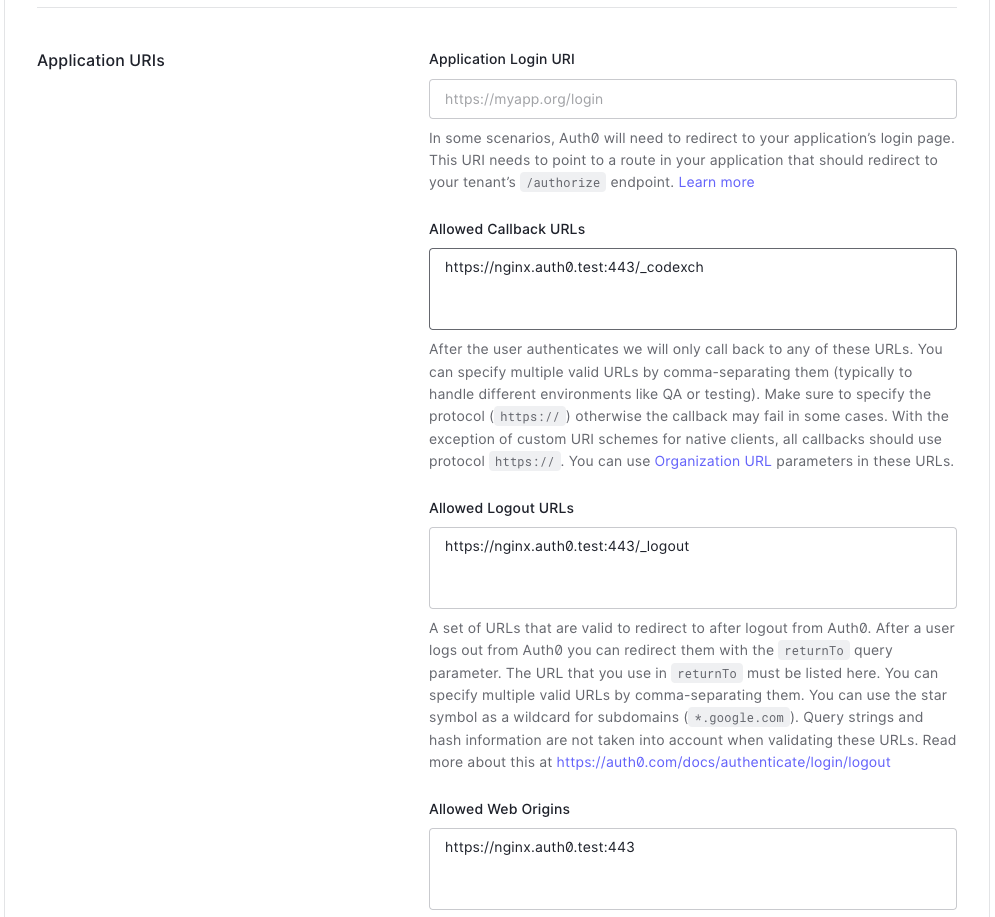 Application URIs
Application Login URI
https://myapp.org/login
In some scenarios, Auth0 will need to redirect to your application’s login page.
This URI needs to point to a route in your application that should redirect to
your tenant’s /authorize endpoint. Learn more
Allowed Callback URLs
https://nginx.auth0.test:443/_codexch
After the user authenticates we will only call back to any of these URLs. You
can specify multiple valid URLs by comma-separating them (typically to
handle different environments like QA or testing). Make sure to specify the
protocol (https://) otherwise the callback may fail in some cases. With the
exception of custom URI schemes for native clients, all callbacks should use
protocol https://. You can use Organization URL parameters in these URLs.
Allowed Logout URLs
https://nginx.auth0.test:443/_logout
A set of URLs that are valid to redirect to after logout from Auth0. After a user
logs out from Auth0 you can redirect them with the returnTo query
parameter. The URL that you use in returnTo must be listed here. You can
specify multiple valid URLs by comma-separating them. You can use the star
symbol as a wildcard for subdomains (*.google.com). Query strings and
hash information are not taken into account when validating these URLs. Read
more about this at https://auth0.com/docs/authenticate/login/logout
Allowed Web Origins
https://nginx.auth0.test:443